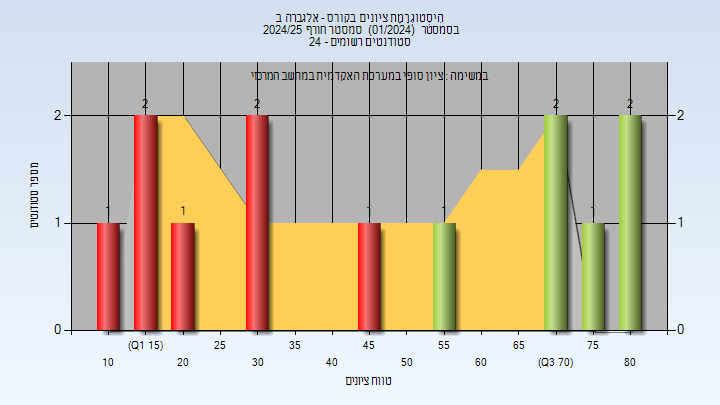 היסטוגרמת ציונים בקורס - אלגברה ב
בסמסטר (01/2024) סמסטר חורף 2024/25
סטודנטים רשומים - 24
במשימה : ציון סופי במערכת האקדמית במחשב המרכזי
2 2 2 2
1 1 1 1 1
2 2
1 1
0 0
מספר סטודנטים
(Q1 15) 25 35 45 55 65 75
10 20 30 40 50 60 (Q3 70) 80
טווח ציונים